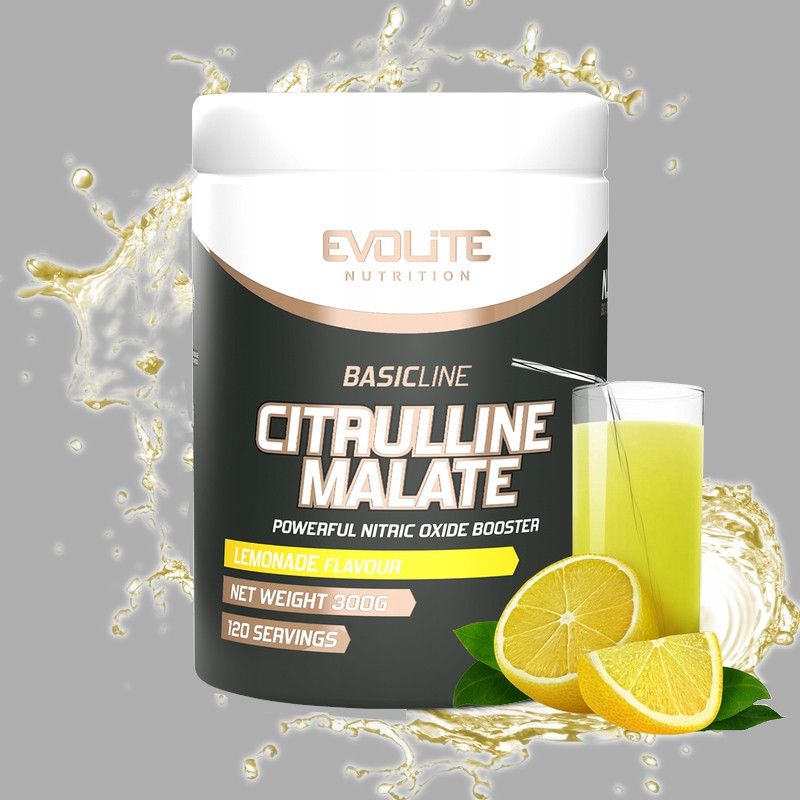 EVOLITE
NUTRITION
BASICLINE
CITRULLINE
MALATE
POWERFUL NITRIC OXIDE BOOSTER
LEMONADE FLAVOUR
NET WEIGHT 300G
120 SERVINGS